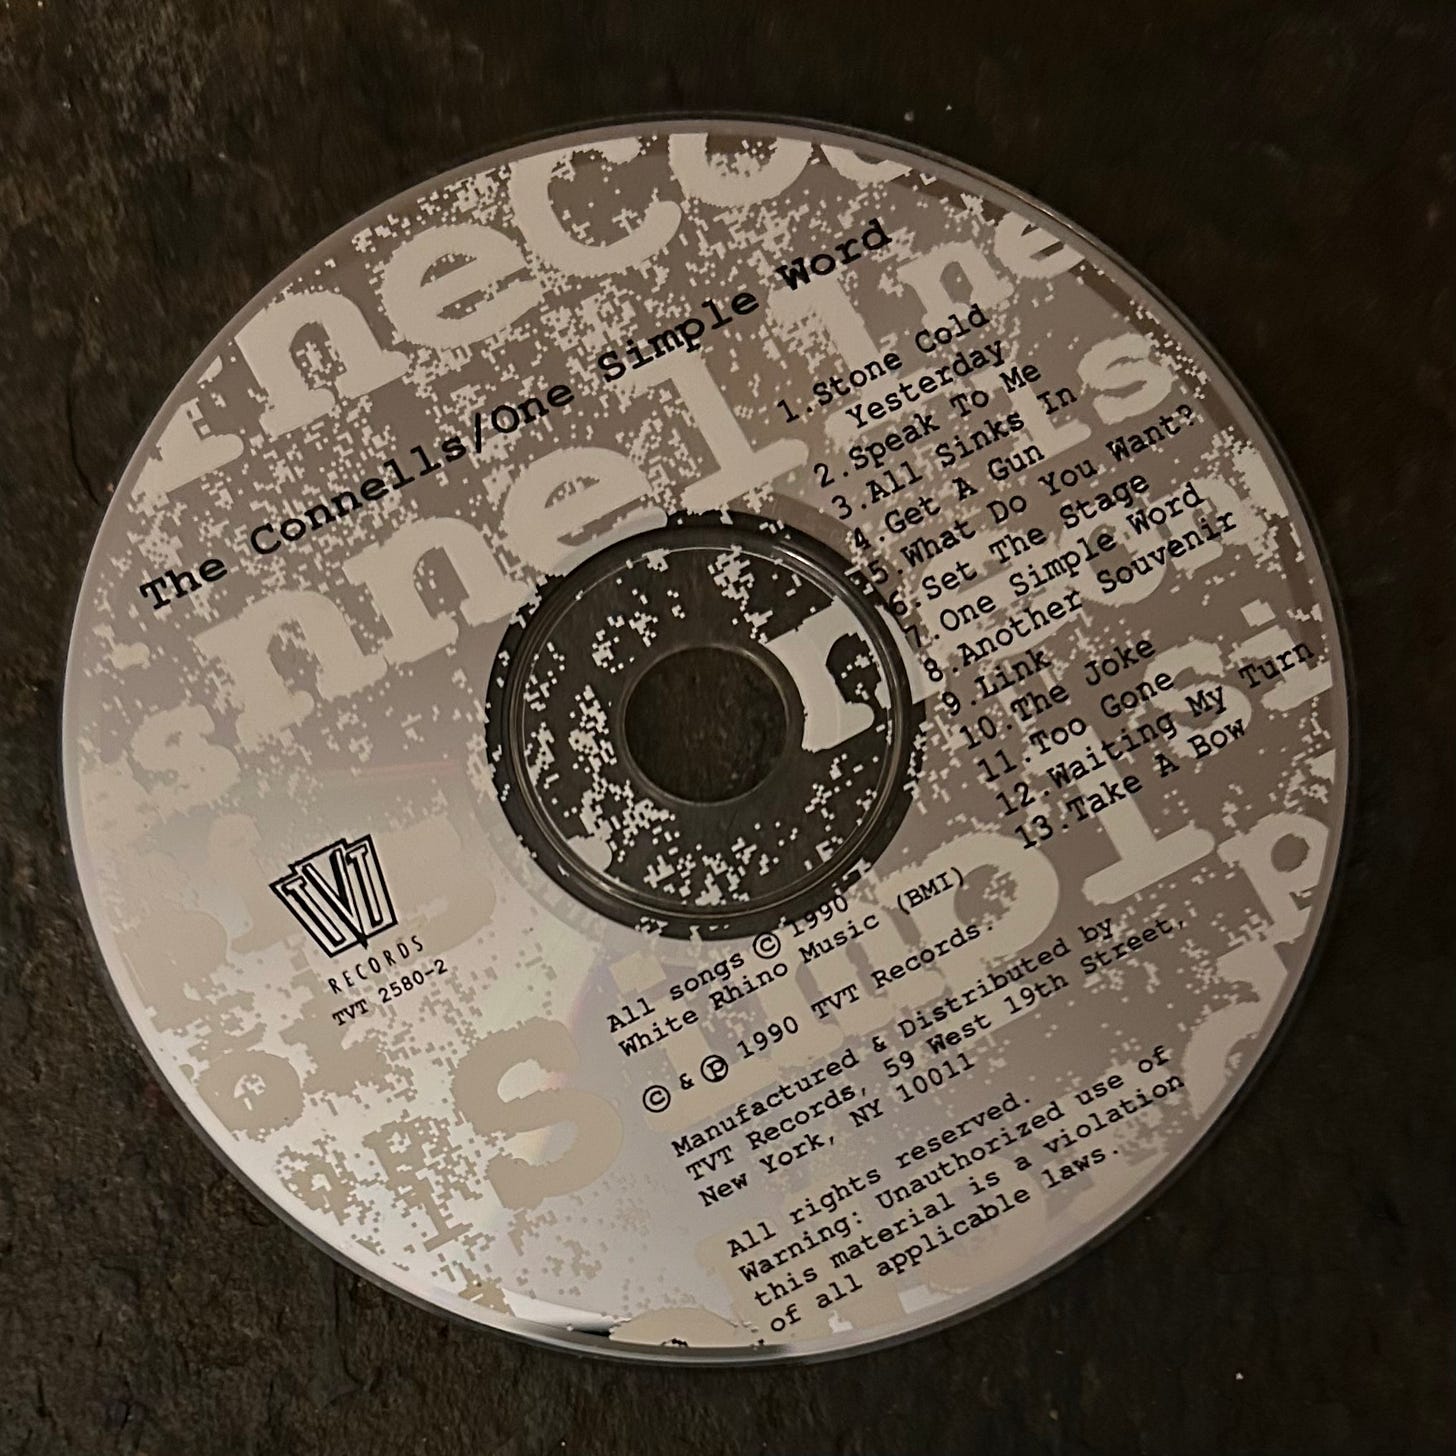 The Connells/One Simple Word
1.Stone Cold
Yesterday
2.Speak To Me
3.All Sinks In
4.Get A Gun
5.What Do You Want?
6.Set The Stage
7.One Simple Word
8.Another Souvenir
9.Link
10.The Joke
11.Too Gone
12.Waiting My Turn
13.Take A Bow
TVT
RECORDS
TVT 2580-2
All songs © 1990
White Rhino Music (BMI)
© & ℗ 1990 TVT Records.
Manufactured & Distributed by
TVT Records, 59 West 19th Street,
New York, NY 10011
All rights reserved.
Warning: Unauthorized use of
this material is a violation
of all applicable laws.